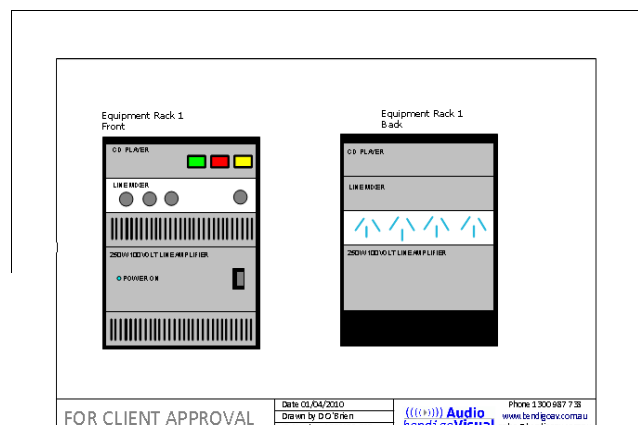 Equipment Rack 1
Front
CD PLAYER
LINE MIXER
250W 100VOLT LINE AMPLIFIER
POWER ON
Equipment Rack 1
Back
CD PLAYER
LINE MIXER
250W 100VOLT LINE AMPLIFIER
FOR CLIENT APPROVAL
Date 01/04/2010
Drawn by D O'Brien
Audio
bendigoVisual
Phone 1300 987 733
www.bendigoav.com.au